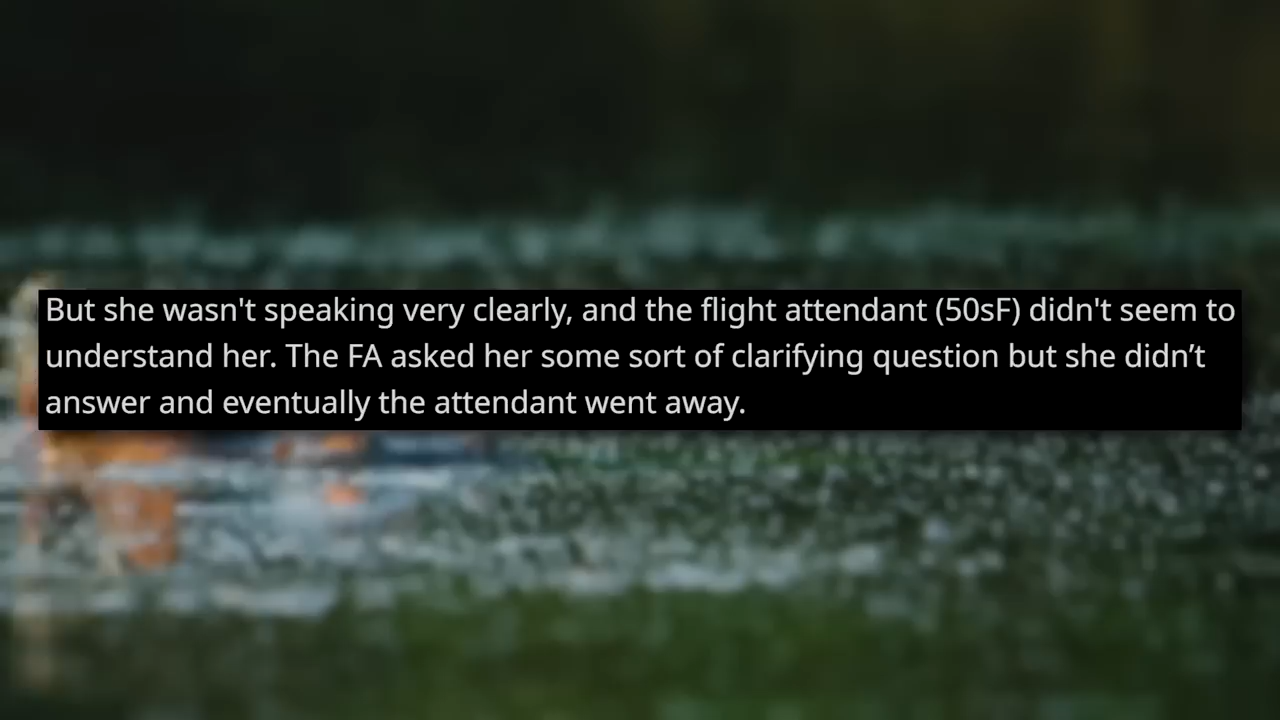 But she wasn't speaking very clearly, and the flight attendant (50sF) didn't seem to
understand her. The FA asked her some sort of clarifying question but she didn’t
answer and eventually the attendant went away.